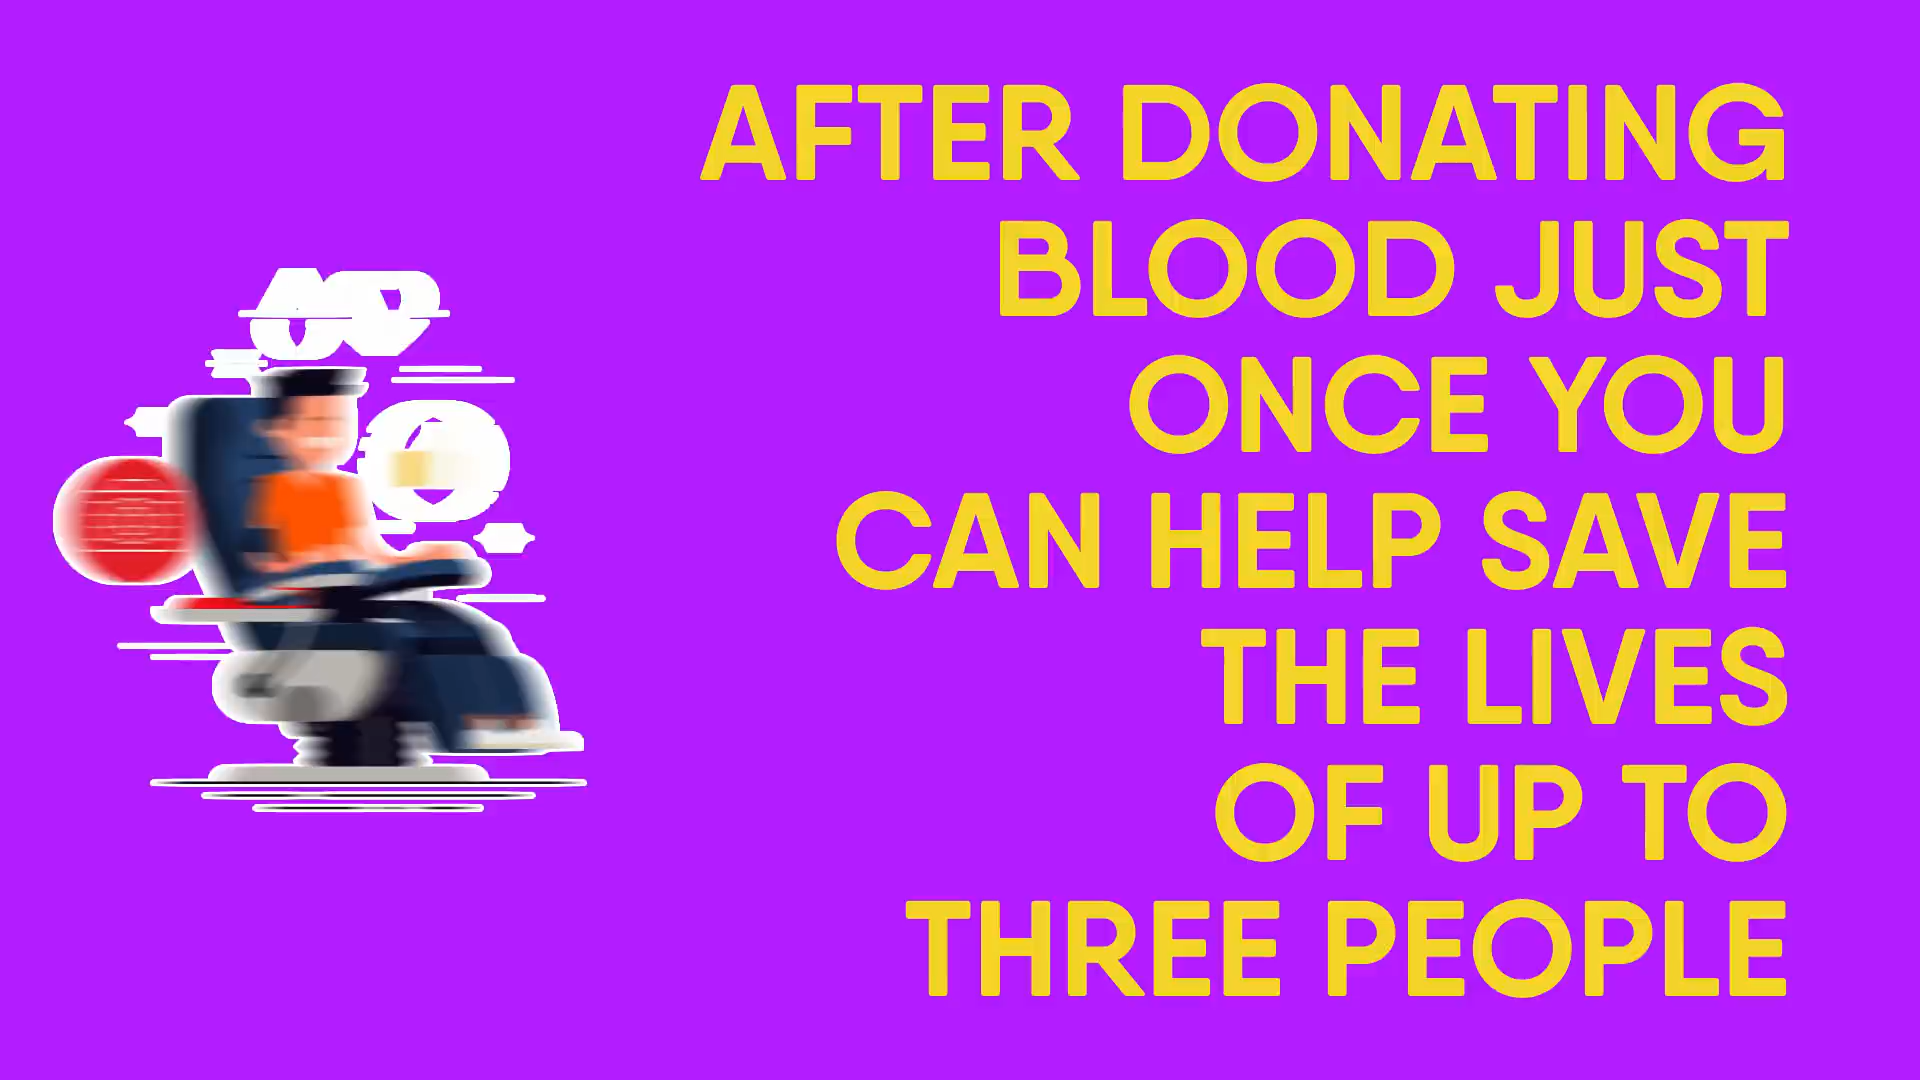 AFTER DONATING
BLOOD JUST
ONCE YOU
CAN HELP SAVE
THE LIVES
OF UP TO
THREE PEOPLE